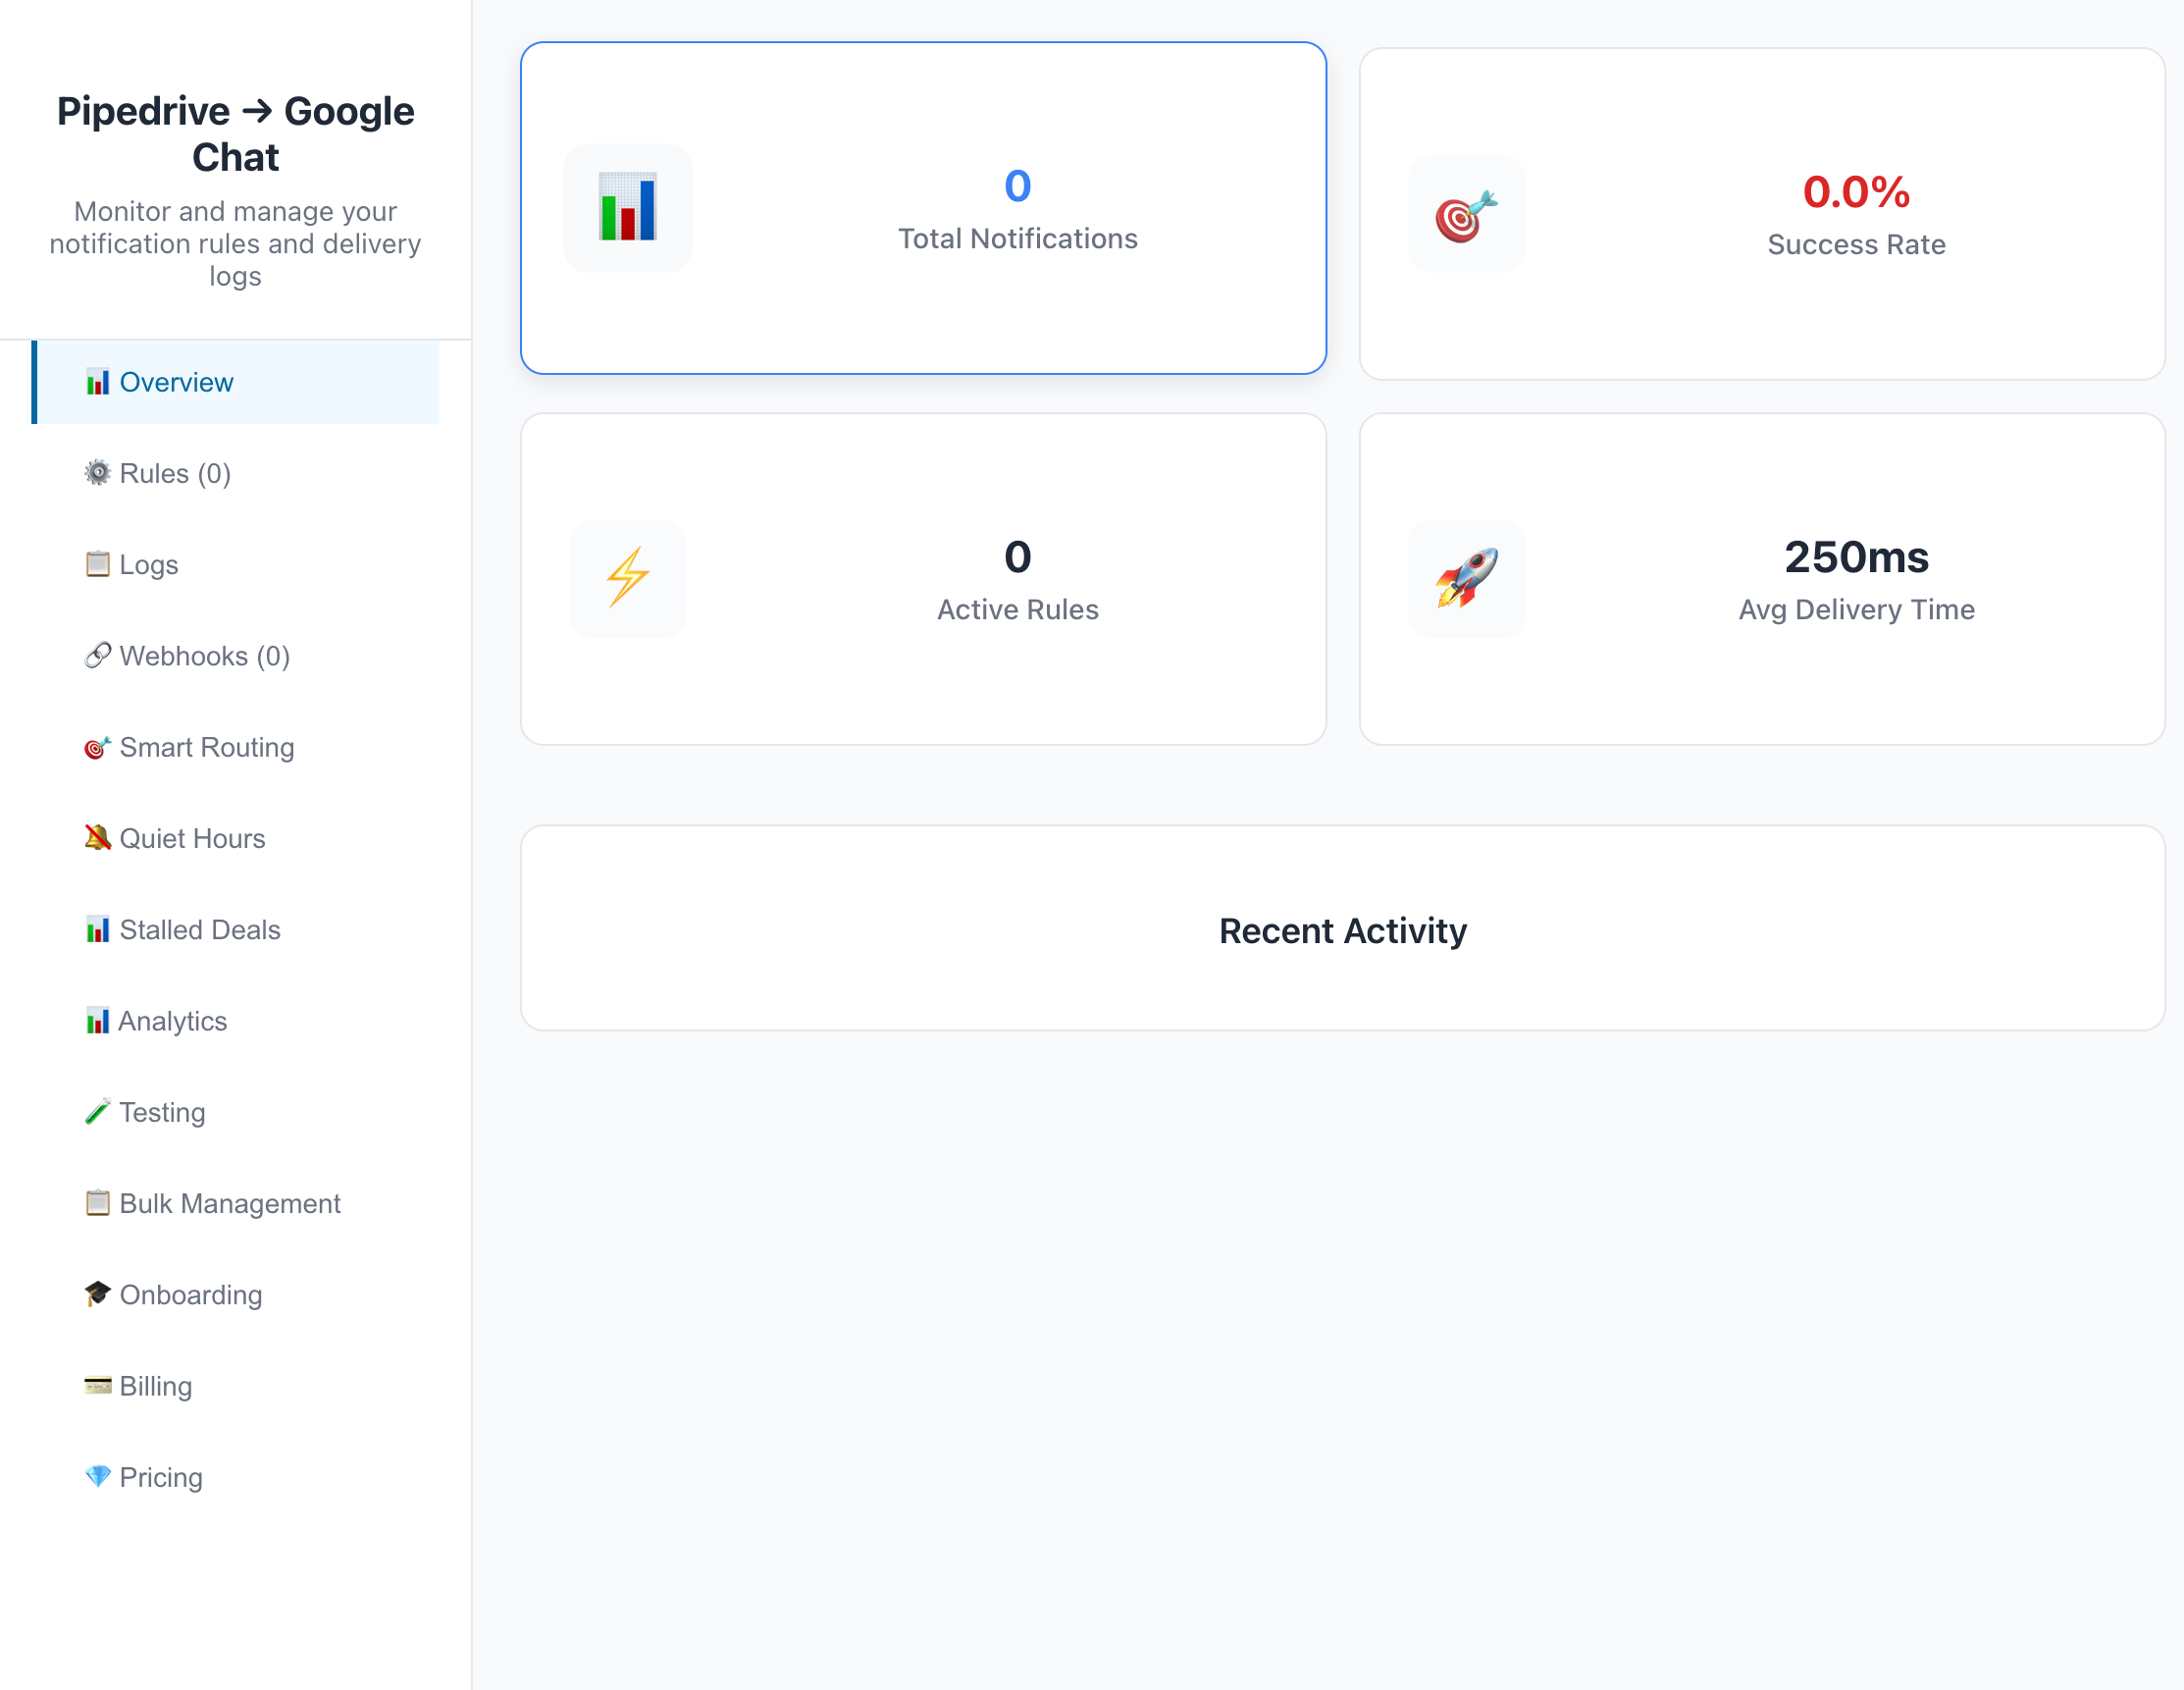 Pipedrive → Google
Chat
Monitor and manage your
notification rules and delivery
logs
Overview
Rules (0)
Logs
Webhooks (0)
Smart Routing
Quiet Hours
Stalled Deals
Analytics
Testing
Bulk Management
Onboarding
Billing
Pricing
0
Total Notifications
0.0%
Success Rate
0
Active Rules
250ms
Avg Delivery Time
Recent Activity